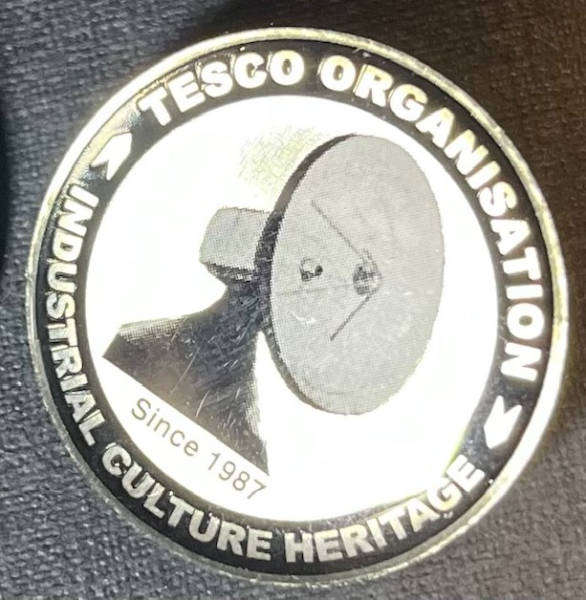 TESCO ORGANISATION
INDUSTRIAL CULTURE HERITAGE
Since 1987